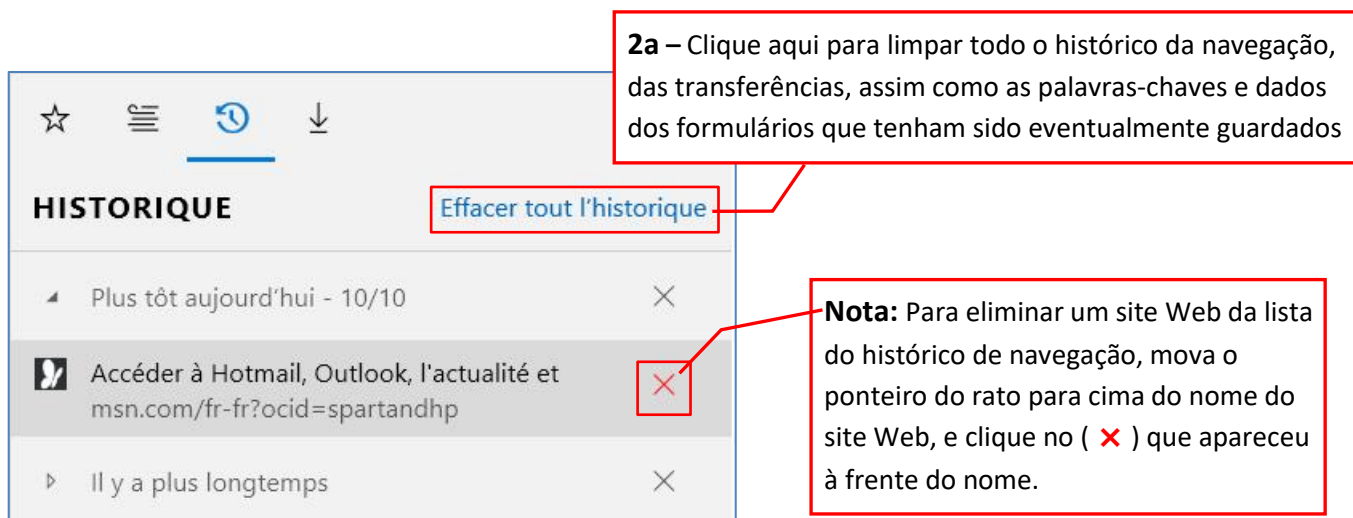 2a – Clique aqui para limpar todo o histórico da navegação,
das transferências, assim como as palavras-chaves e dados
dos formulários que tenham sido eventualmente guardados
HISTORIQUE
Effacer tout l'historique
Plus tôt aujourd'hui - 10/10
Accéder à Hotmail, Outlook, l'actualité et
msn.com/fr-fr?ocid=spartandhp
Il y a plus longtemps
Nota: Para eliminar um site Web da lista
do histórico de navegação, mova o
ponteiro do rato para cima do nome do
site Web, e clique no ( × ) que apareceu
à frente do nome.